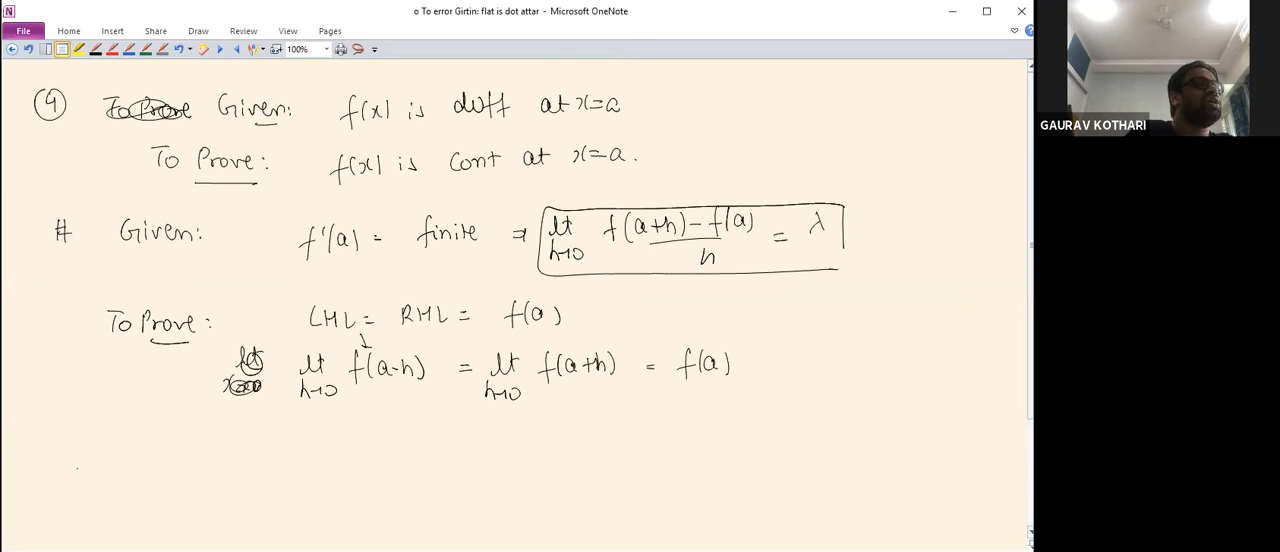 o To error Girtin: flat is dot attar - Microsoft OneNote
File Home Insert Share Draw Review View Pages
100%
④ To Prove Given: f(x) is diff at x=a
To Prove: f(x) is cont at x=a.
# Given: f'(a) = finite ⇒ lt h→0 f(a+h)-f(a)/h = λ
To Prove: LHL = RHL = f(a)
lt h→0 f(a-h) = lt h→0 f(a+h) = f(a)
GAURAV KOTHARI